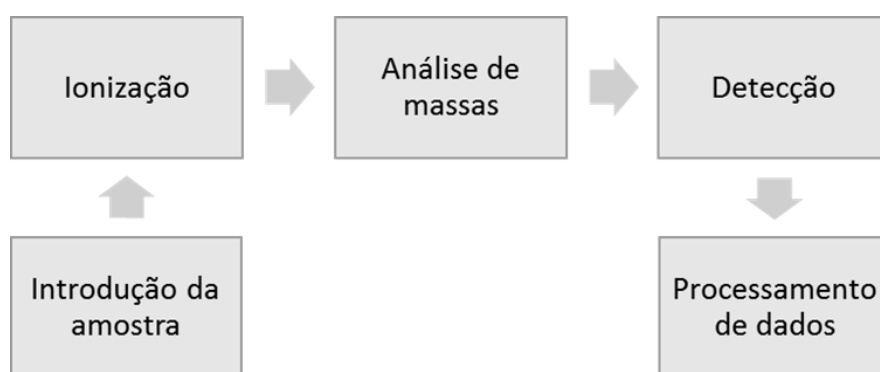 Ionização
Análise de
massas
Detecção
Introdução da
amostra
Processamento
de dados